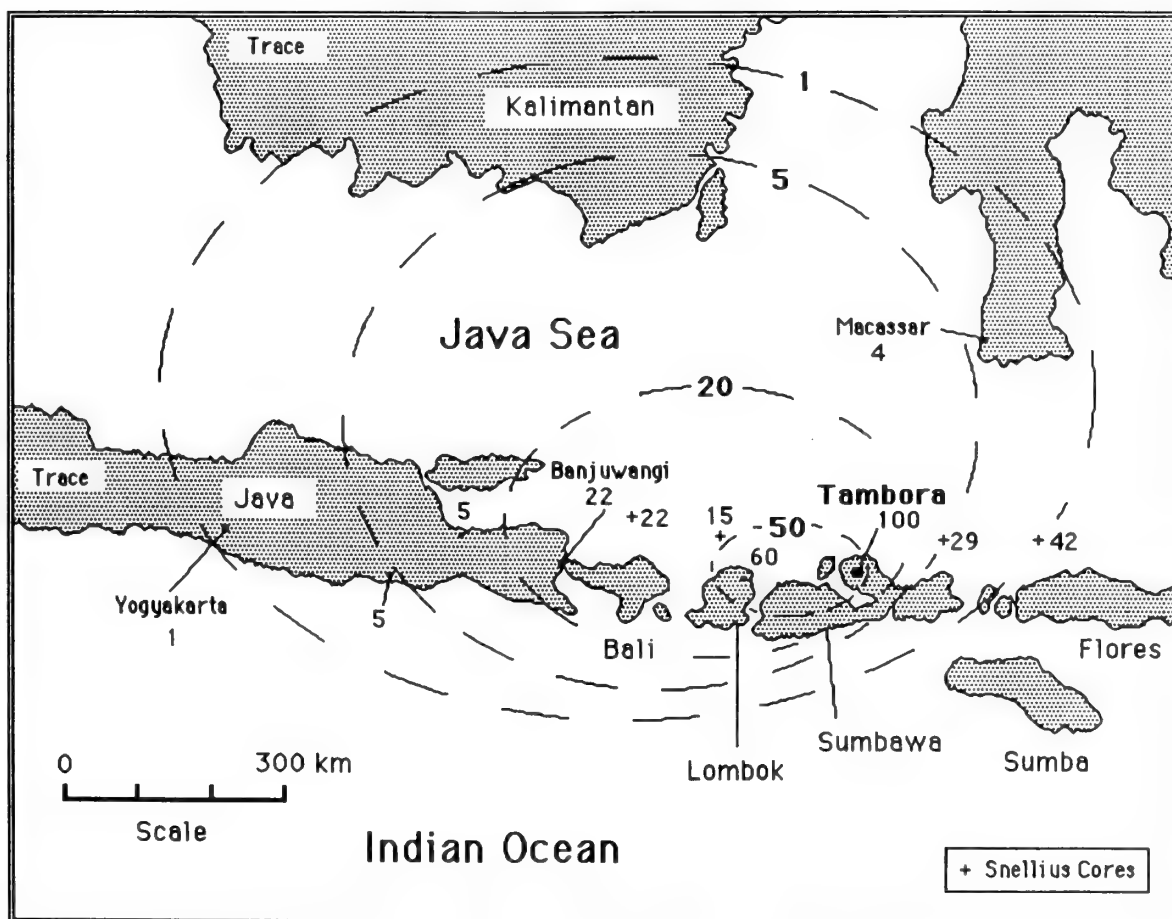 Trace
Kalimantan
1
5
Java Sea
Macassar
4
20
Trace
Java
Banjuwangi
22
5
+22
15
+
60
-50-
Tambora
100
+29
+42
Yogyakarta
1
5
Bali
Flores
Sumbawa
Lombok
Sumba
0 300 km
Scale
Indian Ocean
+ Snellius Cores